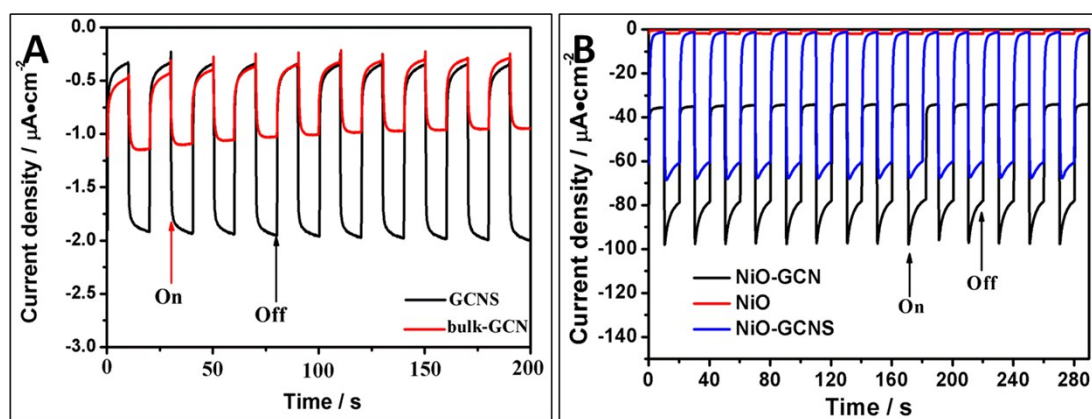 A
Current density / μA•cm⁻²
0.0
-0.5
-1.0
-1.5
-2.0
-2.5
-3.0
0
50
100
150
200
Time / s
On
Off
GCNS
bulk-GCN
B
Current density / μA•cm⁻²
0
-20
-40
-60
-80
-100
-120
-140
0
40
80
120
160
200
240
280
Time / s
NiO-GCN
NiO
NiO-GCNS
On
Off